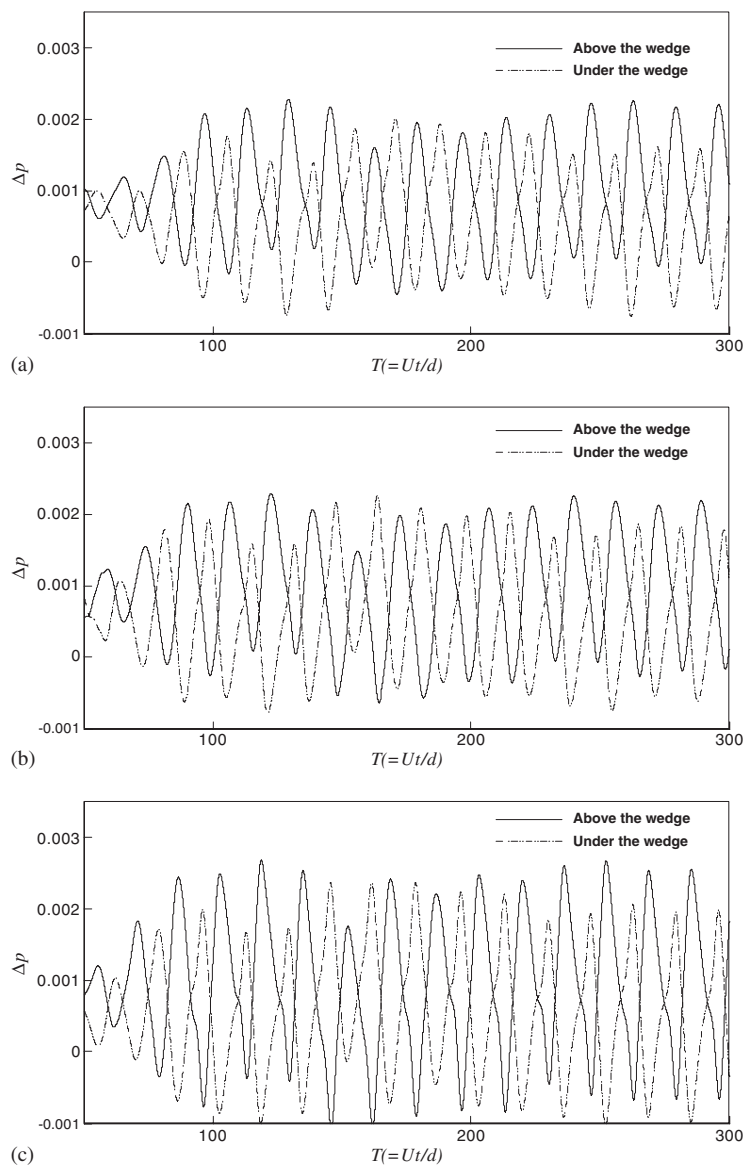 0.003
Above the wedge
Under the wedge
0.002
Δp
0.001
0
-0.001
100
200
300
(a)
T(=Ut/d)
0.003
Above the wedge
Under the wedge
0.002
Δp
0.001
0
-0.001
100
200
300
(b)
T(=Ut/d)
0.003
Above the wedge
Under the wedge
0.002
Δp
0.001
0
-0.001
100
200
300
(c)
T(=Ut/d)